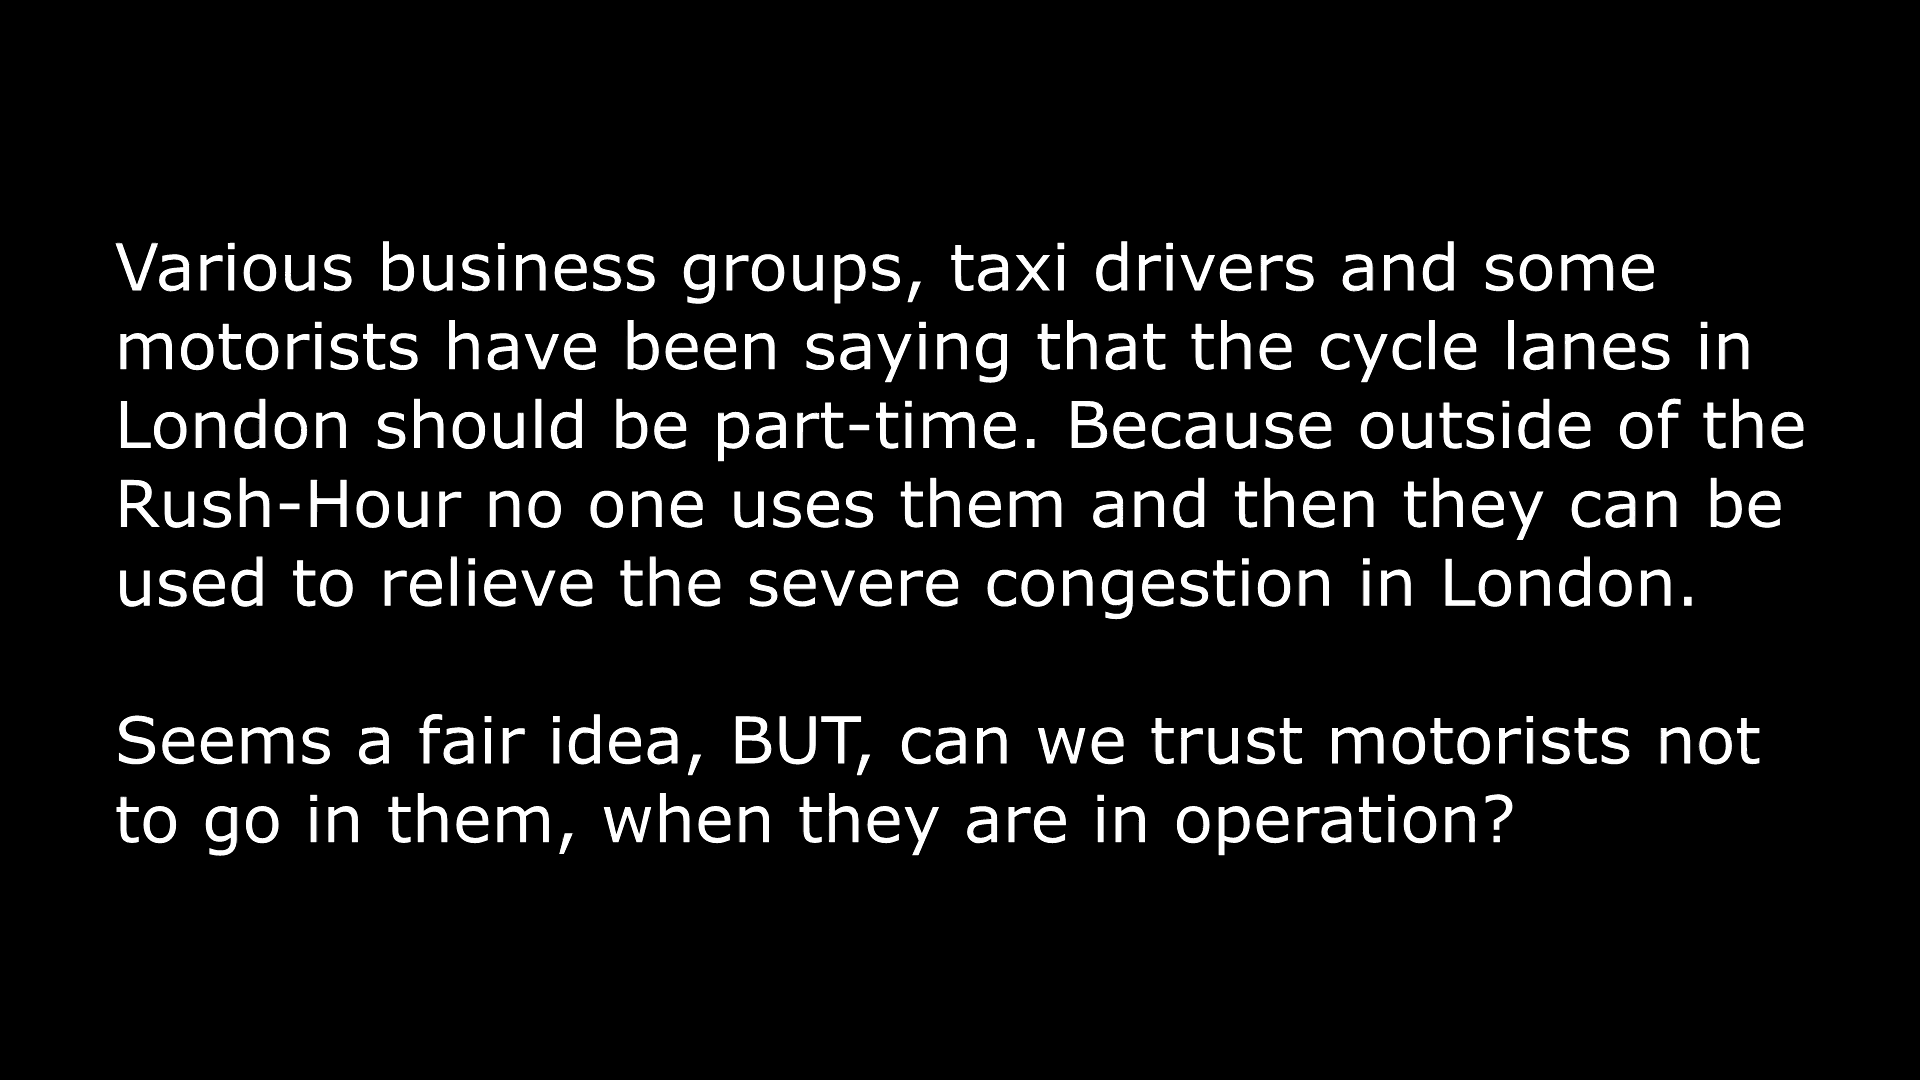 Various business groups, taxi drivers and some
motorists have been saying that the cycle lanes in
London should be part-time. Because outside of the
Rush-Hour no one uses them and then they can be
used to relieve the severe congestion in London.
Seems a fair idea, BUT, can we trust motorists not
to go in them, when they are in operation?